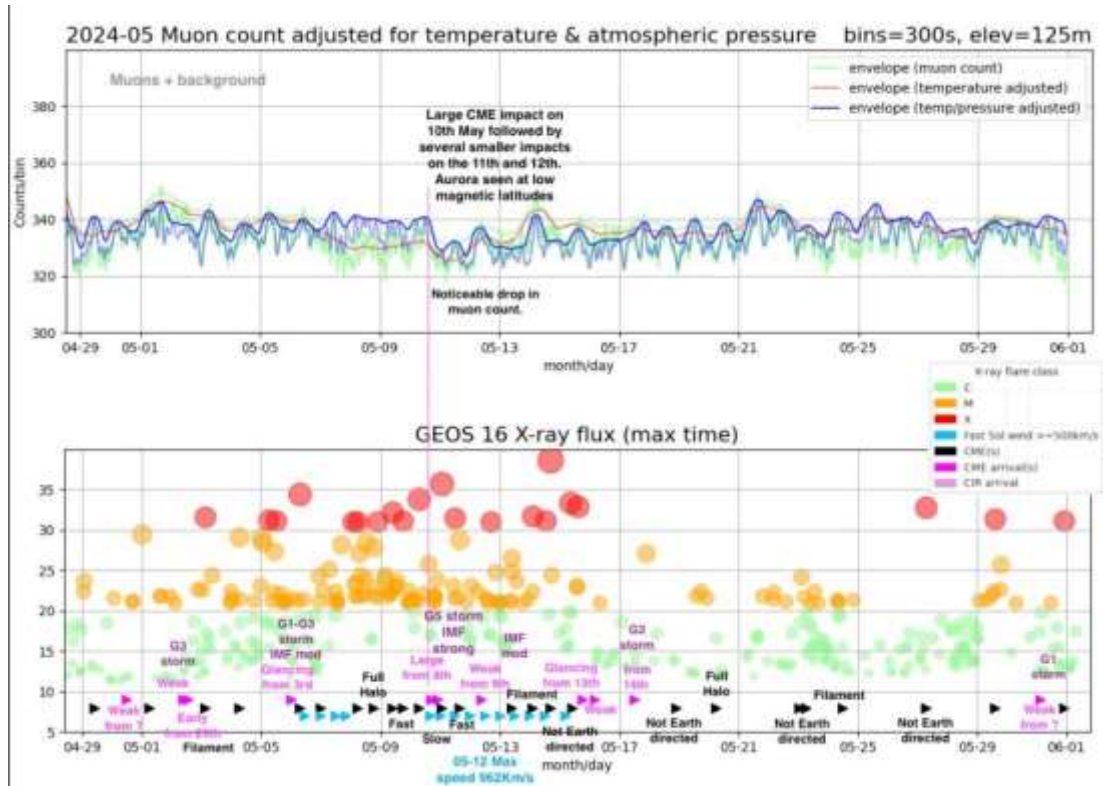 2024-05 Muon count adjusted for temperature & atmospheric pressure bins=300s, elev=125m
Muons + background
envelope (muon count)
envelope (temperature adjusted)
envelope (temp/pressure adjusted)
Large CME impact on
10th May followed by
several smaller impacts
on the 11th and 12th.
Aurora seen at low
magnetic latitudes
Counts/bin
380
360
340
320
300
Noticeable drop in
muon count.
04-29 05-01 05-05 05-09 05-13 05-17 05-21 05-25 05-29 06-01
month/day
X-ray flare class
C
M
X
Fast Sol wind >~500km/s
CME(s)
CME arrival(s)
CIR arrival
GEOS 16 X-ray flux (max time)
35
30
25
20
15
10
5
G3
storm
G1-G3
storm
IMF mod
G5 storm
IMF
strong
IMF
mod
G2
storm
G1
storm
Weak
Glancing
from 3rd
Full
Halo
Large
from 8th
Weak
from 9th
Glancing
from 13th
from
14th
Full
Halo
Filament
Filament
Weak
from ?
Early
Filament
Fast
Fast
Slow
Weak
Not Earth
directed
Not Earth
directed
Not Earth
directed
Not Earth
directed
Weak
from ?
04-29 05-01 05-05 05-09 05-13 05-17 05-21 05-25 05-29 06-01
month/day
05-12 Max
speed 962Km/s